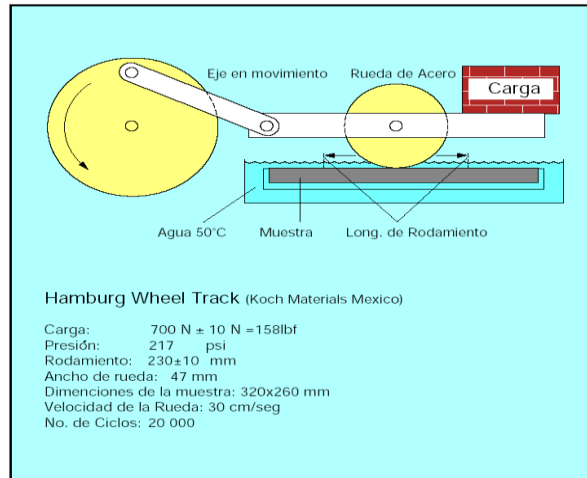 Eje en movimiento
Rueda de Acero
Carga
Agua 50°C
Muestra
Long. de Rodamiento
Hamburg Wheel Track (Koch Materials Mexico)
Carga: 700 N ± 10 N =158lbf
Presión: 217 psi
Rodamiento: 230±10 mm
Ancho de rueda: 47 mm
Dimenciones de la muestra: 320x260 mm
Velocidad de la Rueda: 30 cm/seg
No. de Ciclos: 20 000